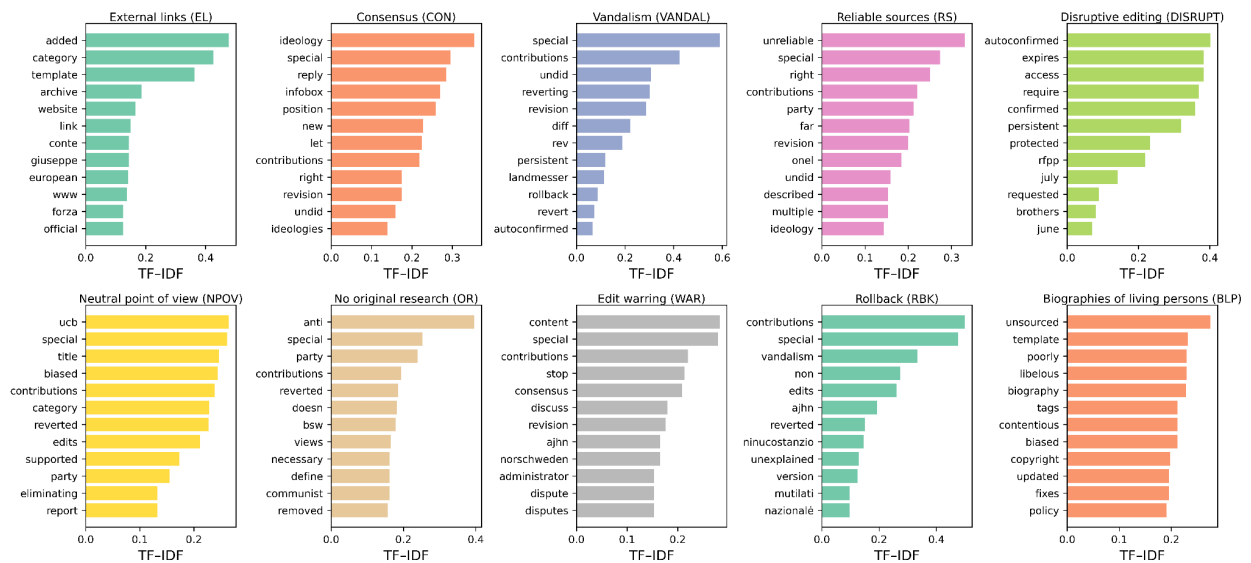 External links (EL)
added
category
template
archive
website
link
conte
giuseppe
european
www
forza
official
0.0 0.2 0.4
TF–IDF
Consensus (CON)
ideology
special
reply
infobox
position
new
let
contributions
right
revision
undid
ideologies
0.0 0.1 0.2 0.3
TF–IDF
Vandalism (VANDAL)
special
contributions
undid
reverting
revision
diff
rev
persistent
landmesser
rollback
revert
autoconfirmed
0.0 0.2 0.4 0.6
TF–IDF
Reliable sources (RS)
unreliable
special
right
contributions
party
far
revision
onel
undid
described
multiple
ideology
0.0 0.1 0.2 0.3
TF–IDF
Disruptive editing (DISRUPT)
autoconfirmed
expires
access
require
confirmed
persistent
protected
rfpp
july
requested
brothers
june
0.0 0.2 0.4
TF–IDF
Neutral point of view (NPOV)
ucb
special
title
biased
contributions
category
reverted
edits
supported
party
eliminating
report
0.0 0.1 0.2
TF–IDF
No original research (OR)
anti
special
party
contributions
reverted
doesn
bsw
views
necessary
define
communist
removed
0.0 0.2 0.4
TF–IDF
Edit warring (WAR)
content
special
contributions
stop
consensus
discuss
revision
ajhn
norschweden
administrator
dispute
disputes
0.0 0.2
TF–IDF
Rollback (RBK)
contributions
special
vandalism
non
edits
ajhn
reverted
ninucostanzio
unexplained
version
mutilati
nazionalè
0.0 0.2 0.4
TF–IDF
Biographies of living persons (BLP)
unsourced
template
poorly
libelous
biography
tags
contentious
biased
copyright
updated
fixes
policy
0.0 0.1 0.2
TF–IDF